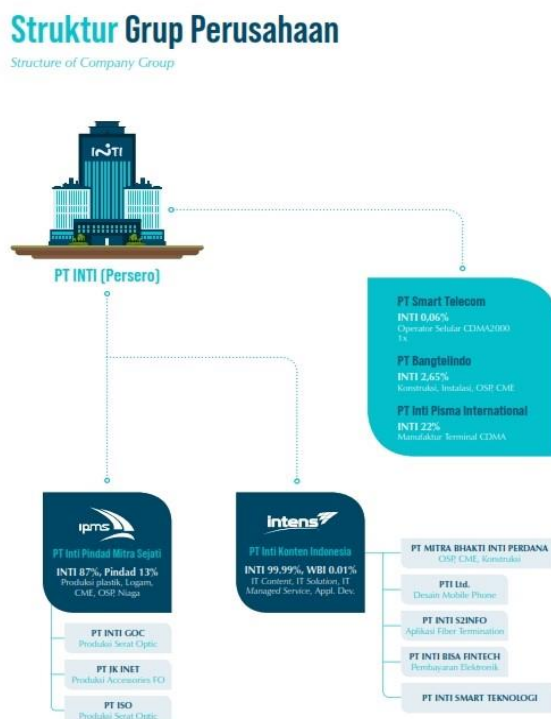 Struktur Grup Perusahaan
Structure of Company Group
INTI
PT INTI (Persero)
PT Smart Telecom
INTI 0,06%
Operator Selular CDMA2000
1x
PT Bangtelindo
INTI 2,65%
Konstruksi, Instalasi, OSP, CME
PT Inti Pisma International
INTI 22%
Manufaktur Terminal CDMA
ipms
PT Inti Pindad Mitra Sejati
INTI 87%, Pindad 13%
Produksi plastik, Logam,
CME, OSP, Niaga
PT INTI GOC
Produksi Serat Optic
PT JK INET
Produksi Accessories FO
PT ISO
Produksi Serat Optic
intens
PT Inti Konten Indonesia
INTI 99.99%, WBI 0.01%
IT Content, IT Solution, IT
Managed Service, Appl. Dev.
PT MITRA BHAKTI INTI PERDANA
OSP, CME, Konstruksi
PTI Ltd.
Desain Mobile Phone
PT INTI S2INFO
Aplikasi Fiber Termination
PT INTI BISA FINTECH
Pembayaran Elektronik
PT INTI SMART TEKNOLOGI